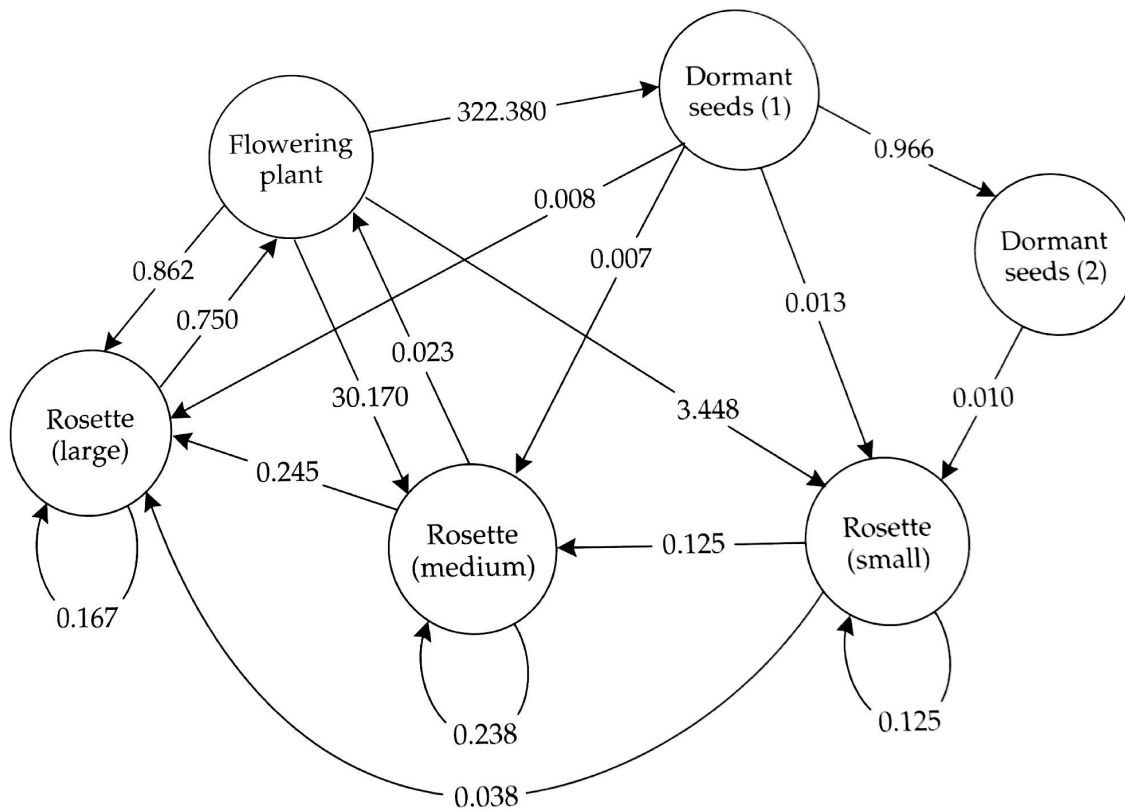 Dormant
seeds (1)
322.380
Flowering
plant
0.966
0.008
Dormant
seeds (2)
0.007
0.862
0.013
0.750
0.023
30.170
3.448
0.010
Rosette
(large)
0.245
Rosette
(medium)
0.125
Rosette
(small)
0.167
0.238
0.125
0.038